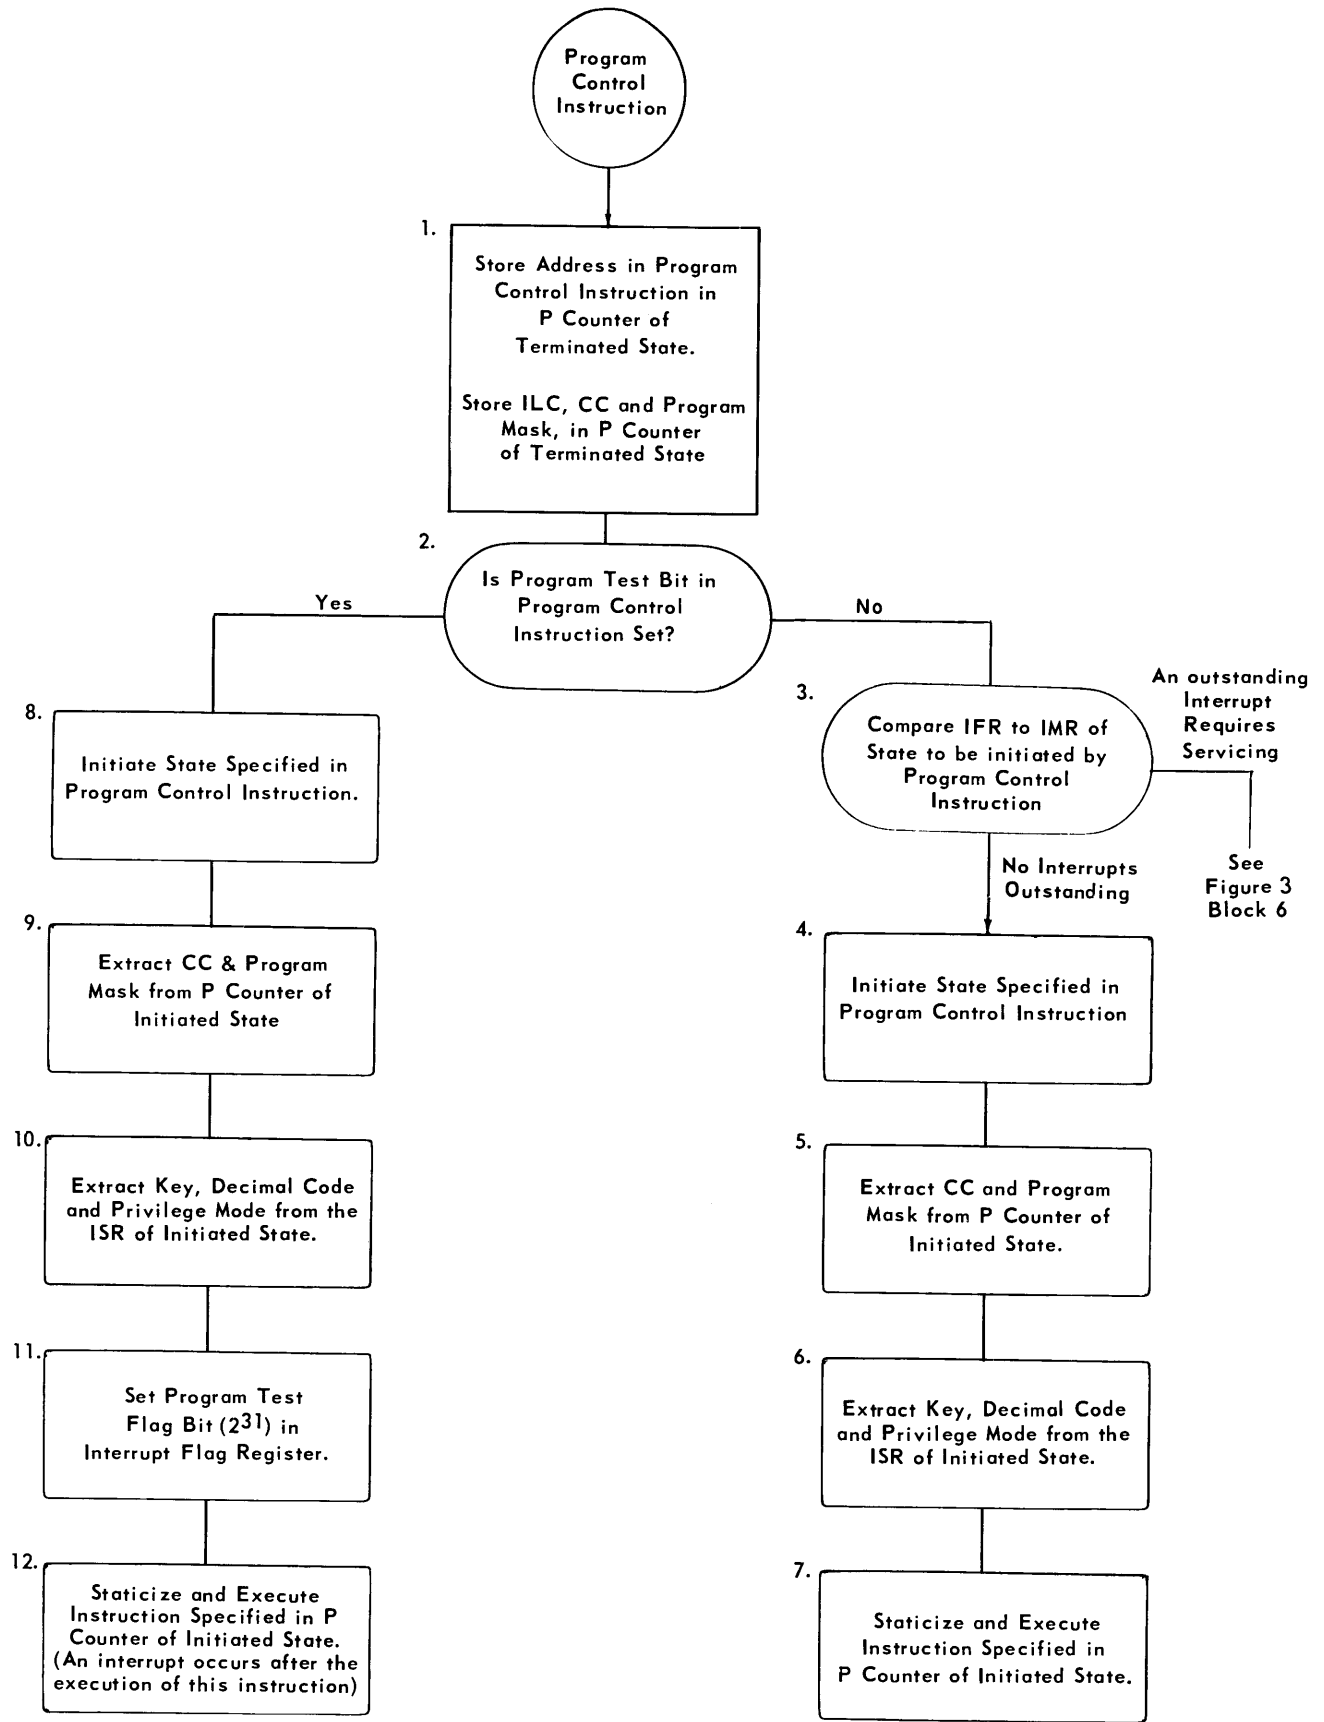 Program
Control
Instruction
1.
Store Address in Program
Control Instruction in
P Counter of
Terminated State.
Store ILC, CC and Program
Mask, in P Counter
of Terminated State
2.
Is Program Test Bit in
Program Control
Instruction Set?
Yes
No
8.
Initiate State Specified in
Program Control Instruction.
9.
Extract CC & Program
Mask from P Counter of
Initiated State
10.
Extract Key, Decimal Code
and Privilege Mode from the
ISR of Initiated State.
11.
Set Program Test
Flag Bit (2³¹) in
Interrupt Flag Register.
12.
Staticize and Execute
Instruction Specified in P
Counter of Initiated State.
(An interrupt occurs after the
execution of this instruction)
3.
Compare IFR to IMR of
State to be initiated by
Program Control
Instruction
An outstanding
Interrupt
Requires
Servicing
See
Figure 3
Block 6
No Interrupts
Outstanding
4.
Initiate State Specified in
Program Control Instruction
5.
Extract CC and Program
Mask from P Counter of
Initiated State.
6.
Extract Key, Decimal Code
and Privilege Mode from the
ISR of Initiated State.
7.
Staticize and Execute
Instruction Specified in
P Counter of Initiated State.